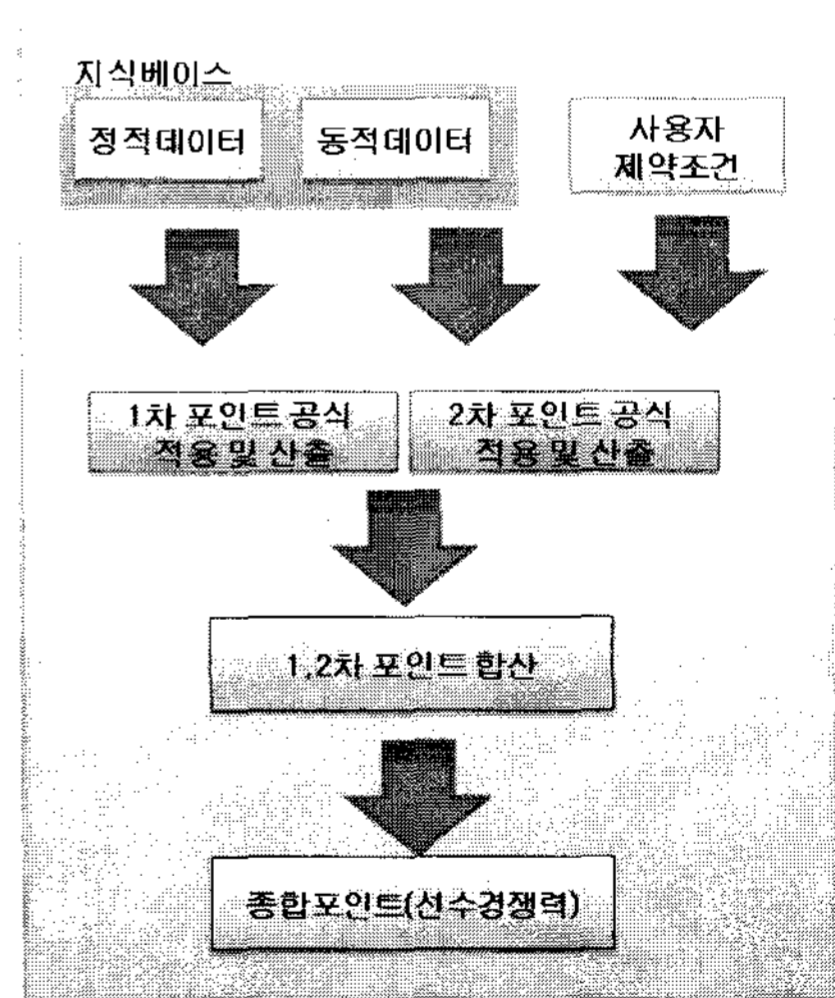 지식베이스
정적데이터
동적데이터
사용자
제약조건
1차 포인트 공식
적용 및 산출
2차 포인트 공식
적용 및 산출
1,2차 포인트 합산
종합포인트(선수경쟁력)